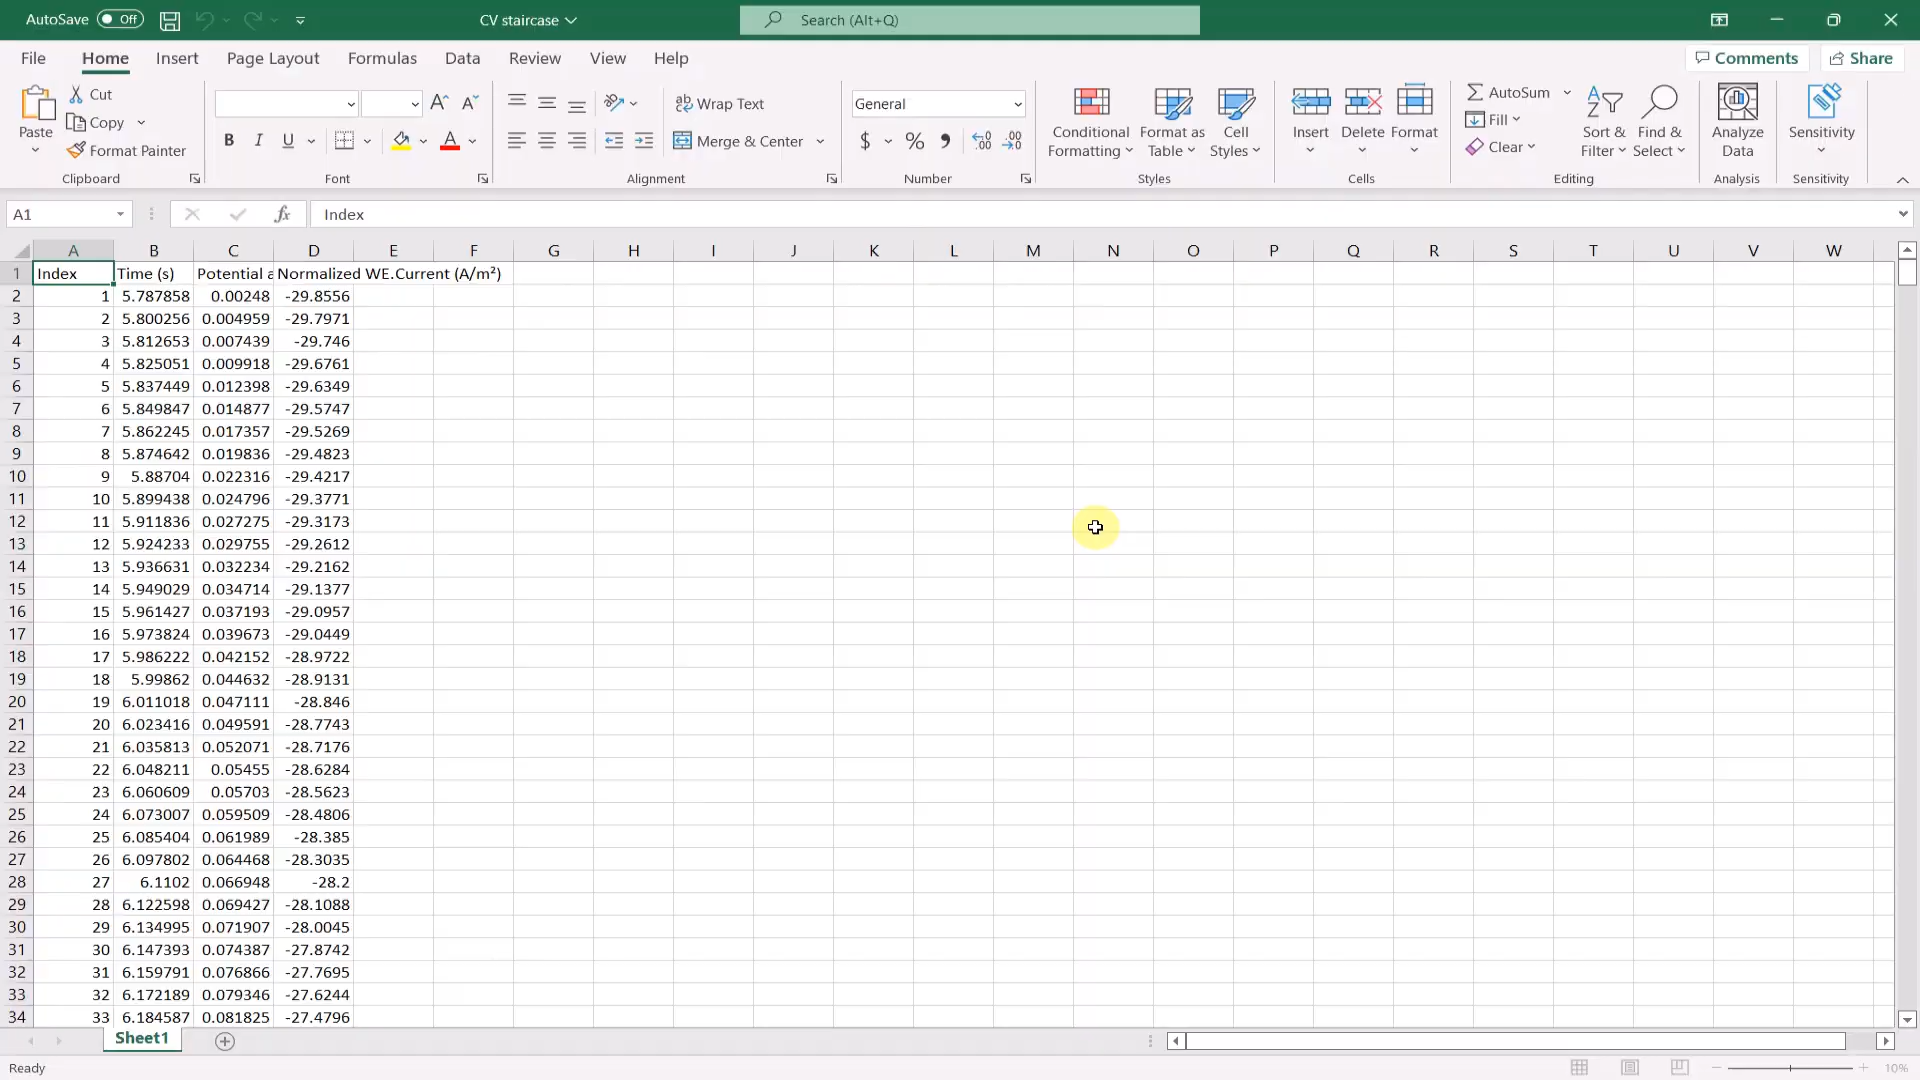 AutoSave Off CV staircase Search (Alt+Q)
File Home Insert Page Layout Formulas Data Review View Help Comments Share
Paste Cut Copy Format Painter Clipboard
B I U Font
ab Wrap Text Merge & Center Alignment
General $ % Number
Conditional Formatting Format as Table Cell Styles Styles
Insert Delete Format Cells
AutoSum Fill Clear Sort & Filter Find & Select Editing
Analyze Data Analysis
Sensitivity Sensitivity
A1 fx Index
A B C D E F G H I J K L M N O P Q R S T U V W
1 Index Time (s) Potential a Normalized WE.Current (A/m²)
2 1 5.787858 0.00248 -29.8556
3 2 5.800256 0.004959 -29.7971
4 3 5.812653 0.007439 -29.746
5 4 5.825051 0.009918 -29.6761
6 5 5.837449 0.012398 -29.6349
7 6 5.849847 0.014877 -29.5747
8 7 5.862245 0.017357 -29.5269
9 8 5.874642 0.019836 -29.4823
10 9 5.88704 0.022316 -29.4217
11 10 5.899438 0.024796 -29.3771
12 11 5.911836 0.027275 -29.3173
13 12 5.924233 0.029755 -29.2612
14 13 5.936631 0.032234 -29.2162
15 14 5.949029 0.034714 -29.1377
16 15 5.961427 0.037193 -29.0957
17 16 5.973824 0.039673 -29.0449
18 17 5.986222 0.042152 -28.9722
19 18 5.99862 0.044632 -28.9131
20 19 6.011018 0.047111 -28.846
21 20 6.023416 0.049591 -28.7743
22 21 6.035813 0.052071 -28.7176
23 22 6.048211 0.05455 -28.6284
24 23 6.060609 0.05703 -28.5623
25 24 6.073007 0.059509 -28.4806
26 25 6.085404 0.061989 -28.385
27 26 6.097802 0.064468 -28.3035
28 27 6.1102 0.066948 -28.2
29 28 6.122598 0.069427 -28.1088
30 29 6.134995 0.071907 -28.0045
31 30 6.147393 0.074387 -27.8742
32 31 6.159791 0.076866 -27.7695
33 32 6.172189 0.079346 -27.6244
34 33 6.184587 0.081825 -27.4796
Sheet1
Ready 10%